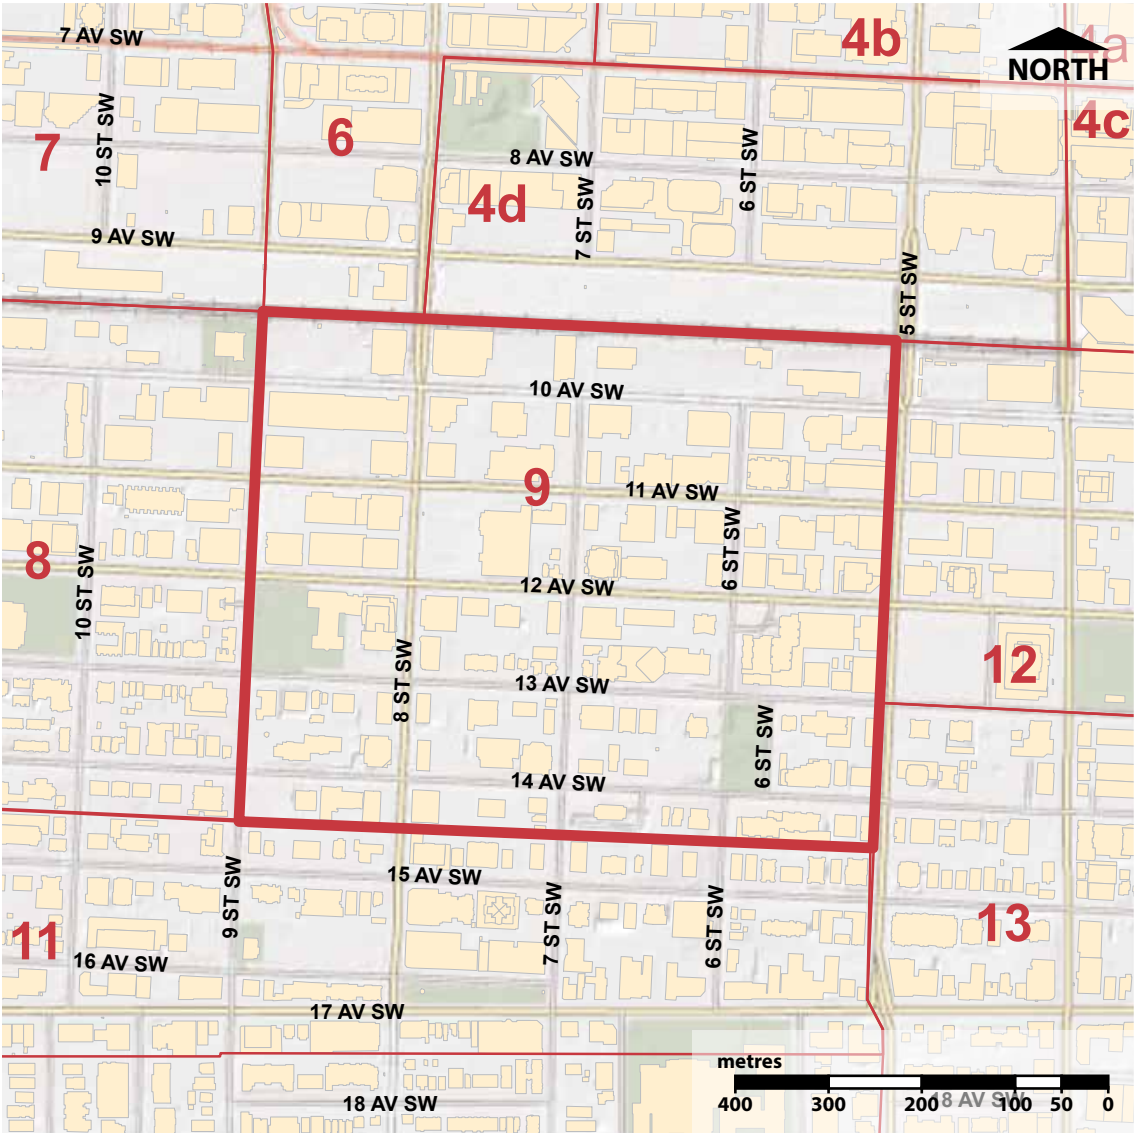 7 AV SW
4b
4a
NORTH
4c
10 ST SW
7
6
8 AV SW
6 ST SW
4d
7 ST SW
9 AV SW
5 ST SW
10 AV SW
9
11 AV SW
6 ST SW
8
10 ST SW
12 AV SW
8 ST SW
12
13 AV SW
6 ST SW
14 AV SW
15 AV SW
9 ST SW
7 ST SW
6 ST SW
13
11
16 AV SW
17 AV SW
metres
18 AV SW
18 AV SW
400 300 200 100 50 0